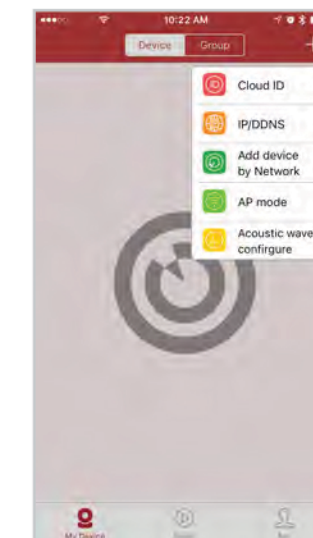 10:22 AM
Device Group
Cloud ID
IP/DDNS
Add device
by Network
AP mode
Acoustic wave
confirgure
My Device